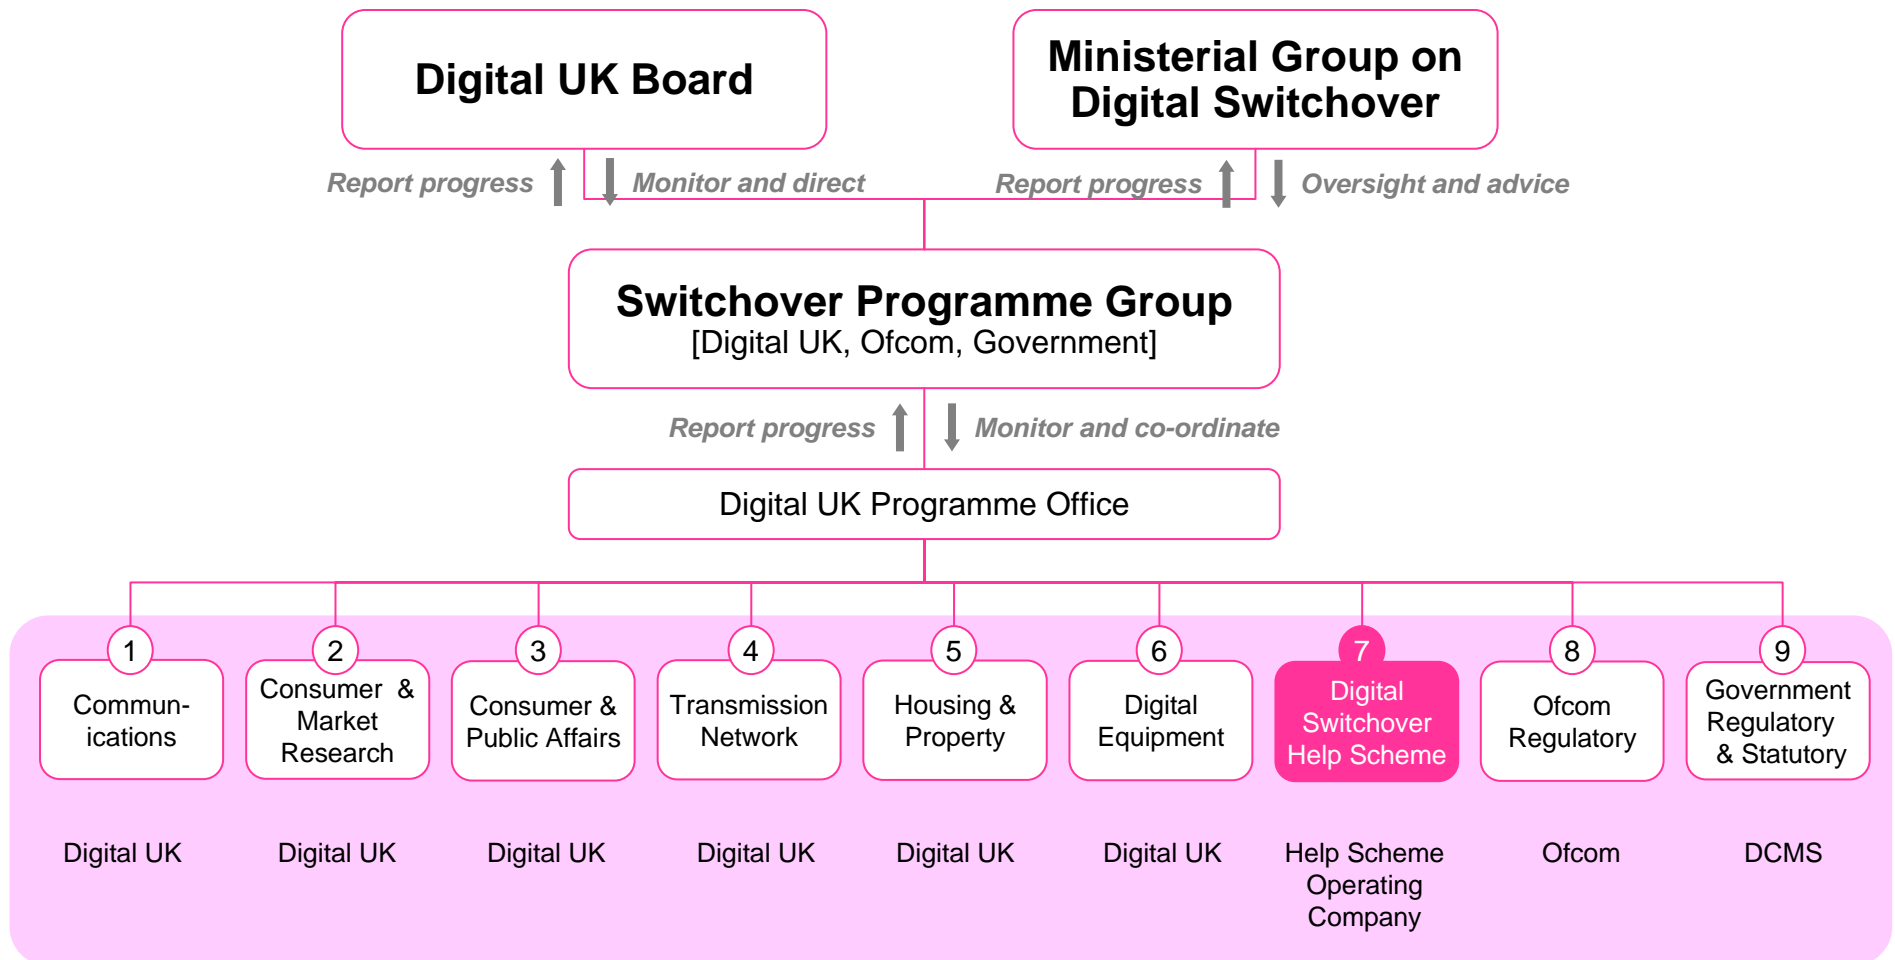 Digital UK Board
Ministerial Group on
Digital Switchover
Report progress
Monitor and direct
Report progress
Oversight and advice
Switchover Programme Group
[Digital UK, Ofcom, Government]
Report progress
Monitor and co-ordinate
Digital UK Programme Office
1
Commun-
ications
2
Consumer &
Market
Research
3
Consumer &
Public Affairs
4
Transmission
Network
5
Housing &
Property
6
Digital
Equipment
7
Digital
Switchover
Help Scheme
8
Ofcom
Regulatory
9
Government
Regulatory
& Statutory
Digital UK
Digital UK
Digital UK
Digital UK
Digital UK
Digital UK
Help Scheme
Operating
Company
Ofcom
DCMS